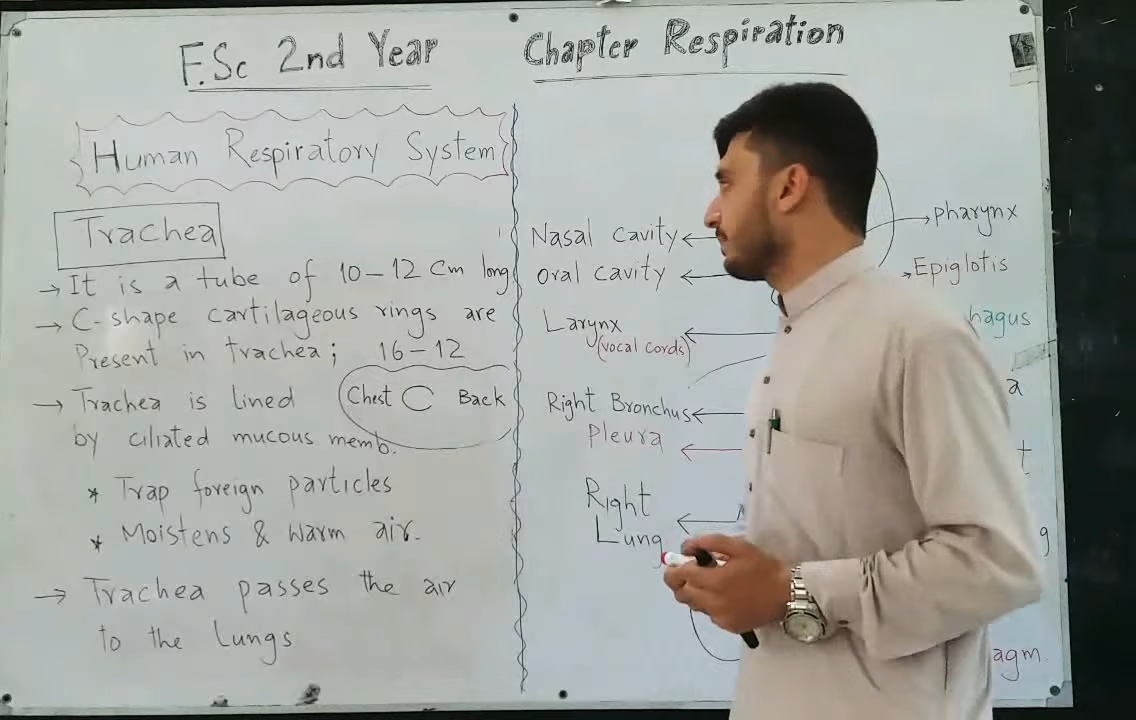 F.Sc 2nd Year
Chapter Respiration
Human Respiratory System
Trachea
→ It is a tube of 10-12 Cm long
→ C-shape cartilageous rings are
Present in trachea; 16-12
→ Trachea is lined
by ciliated mucous memb.
Chest C Back
* Trap foreign particles
* Moistens & warm air.
→ Trachea passes the air
to the Lungs
Nasal cavity
oral cavity
Larynx
(vocal cords)
Right Bronchus
Pleura
Right
Lung
pharynx
Epiglotis
hagus
a
t
g
agm.